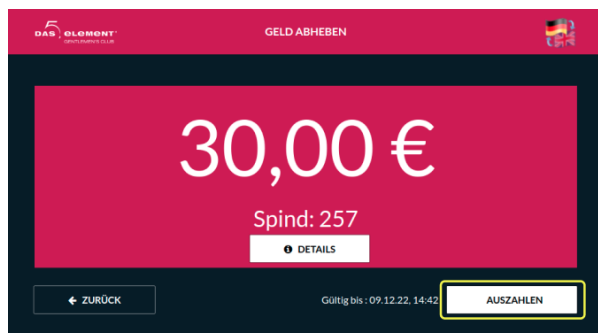 DAS 5. ELEMENT
GENTLEMEN'S CLUB
GELD ABHEBEN
30,00 €
Spind: 257
DETAILS
ZURÜCK
Gültig bis : 09.12.22, 14:42
AUSZAHLEN